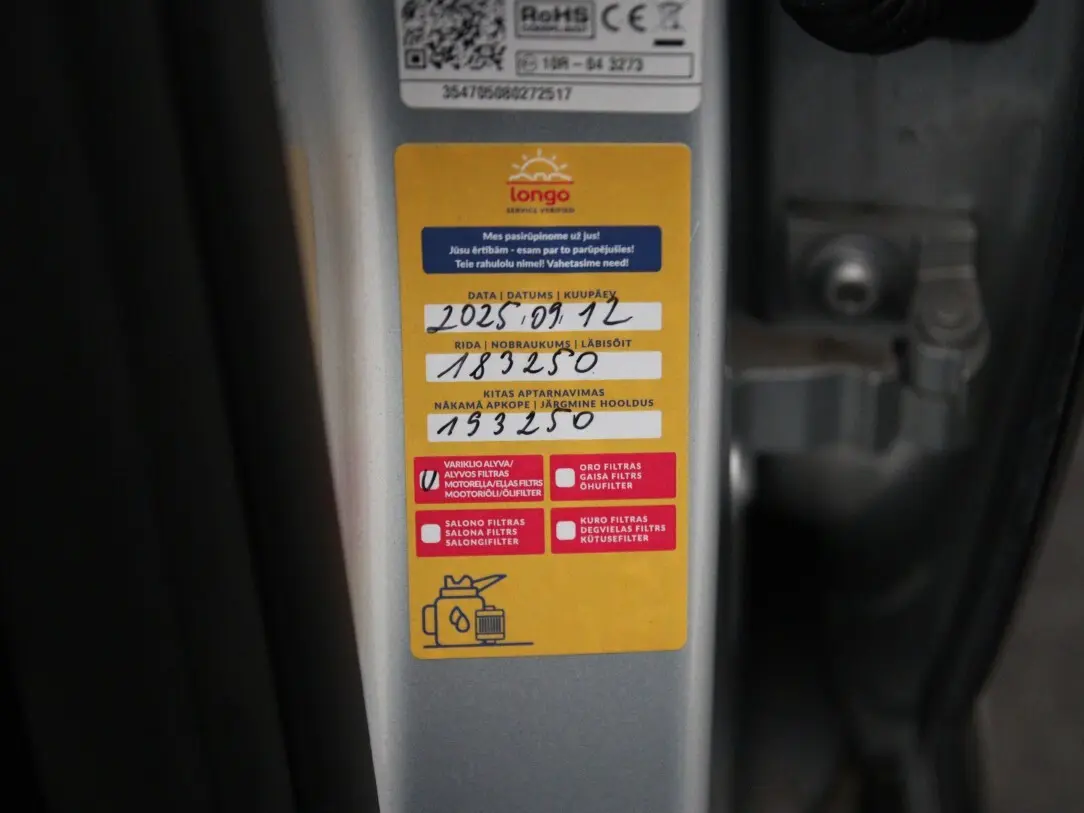 RoHS
COMPLIANT
CE
10R - 04 3273
354705080272517
longo
SERVICE VERIFIED
Mes pasirūpinome už jus!
Jūsu ērtībām - esam par to parūpējušies!
Teie rahulolu nimel! Vahetasime need!
DATA | DATUMS | KUUPÄEV
2025.09.12
RIDA | NOBRAUKUMS | LÄBISÕIT
183250
KITAS APTARNAVIMAS
NĀKAMĀ APKOPE | JÄRGMINE HOOLDUS
193250
VARIKLIO ALYVA/
ALYVOS FILTRAS
MOTOREĻĻA/EĻĻAS FILTRS
MOOTORIÕLI/ÕLIFILTER
ORO FILTRAS
GAISA FILTRS
ÕHUFILTER
SALONO FILTRAS
SALONA FILTRS
SALONGIFILTER
KURO FILTRAS
DEGVIELAS FILTRS
KÜTUSEFILTER